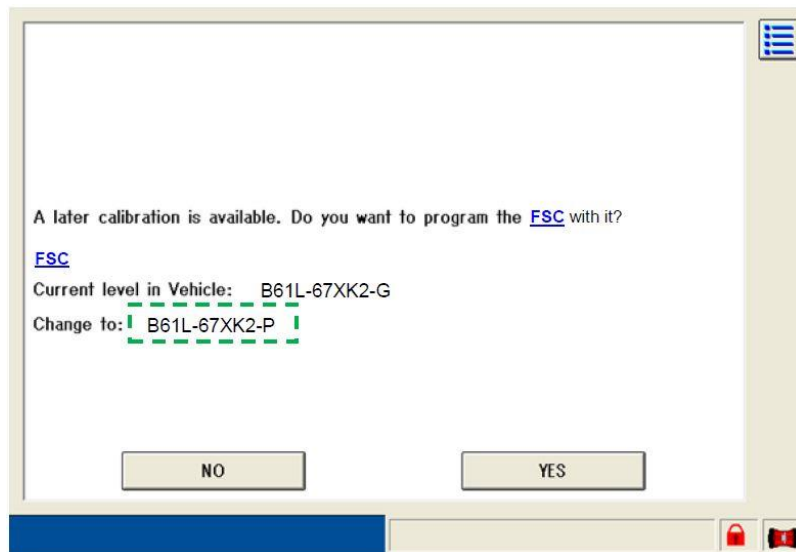 A later calibration is available. Do you want to program the FSC with it?
FSC
Current level in Vehicle: B61L-67XK2-G
Change to: B61L-67XK2-P
NO YES